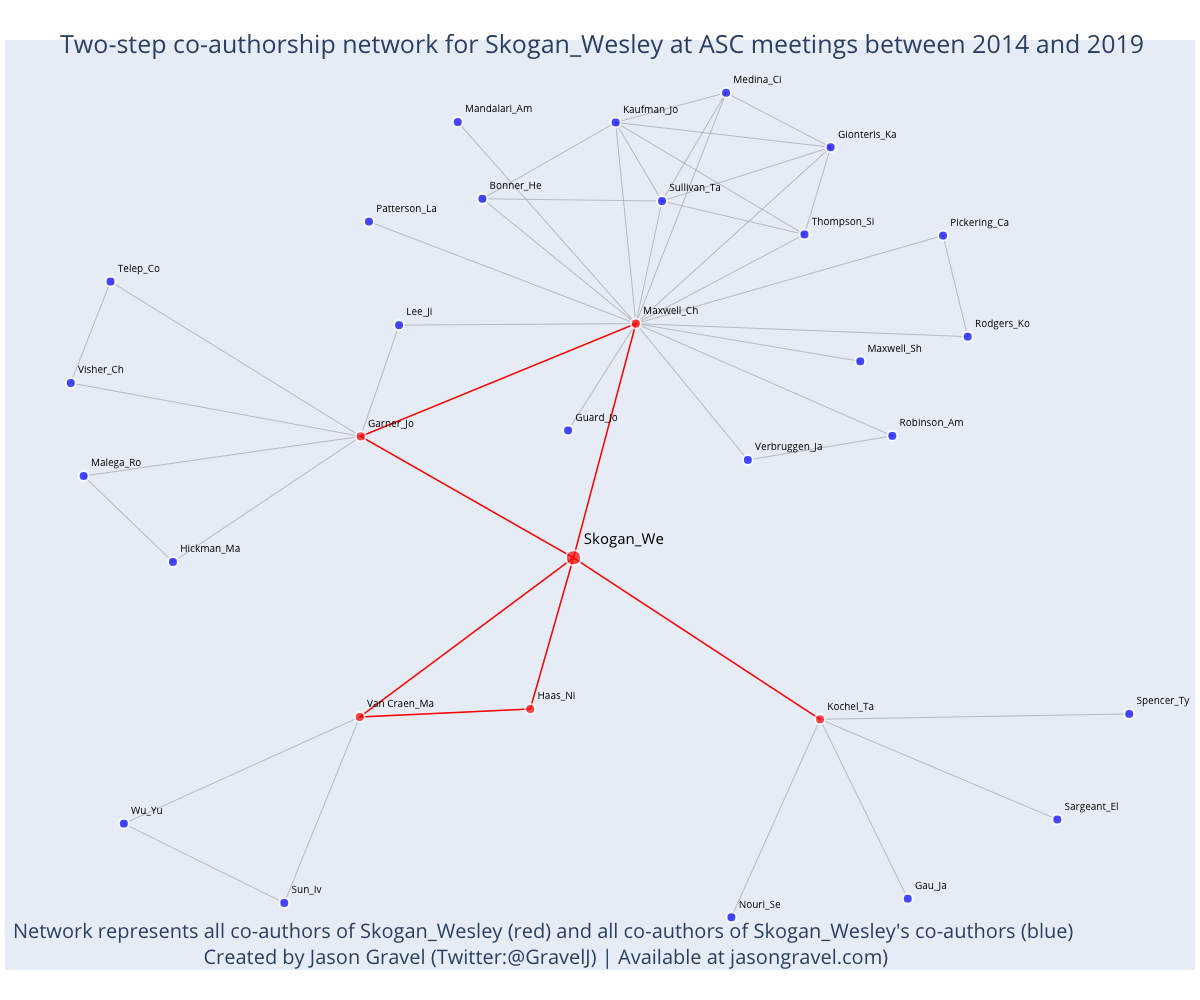 Two-step co-authorship network for Skogan_Wesley at ASC meetings between 2014 and 2019
Medina_Ci
Mandalari_Am
Kaufman_Jo
Gionteris_Ka
Bonner_He
Sullivan_Ta
Patterson_La
Thompson_Si
Pickering_Ca
Telep_Co
Lee_Ji
Maxwell_Ch
Rodgers_Ko
Maxwell_Sh
Visher_Ch
Garner_Jo
Guard_Jo
Robinson_Am
Verbruggen_Ja
Malega_Ro
Hickman_Ma
Skogan_We
Van Craen_Ma
Haas_Ni
Kochel_Ta
Spencer_Ty
Wu_Yu
Sargeant_El
Sun_Iv
Gau_Ja
Nouri_Se
Network represents all co-authors of Skogan_Wesley (red) and all co-authors of Skogan_Wesley's co-authors (blue)
Created by Jason Gravel (Twitter:@GravelJ) | Available at jasongravel.com)